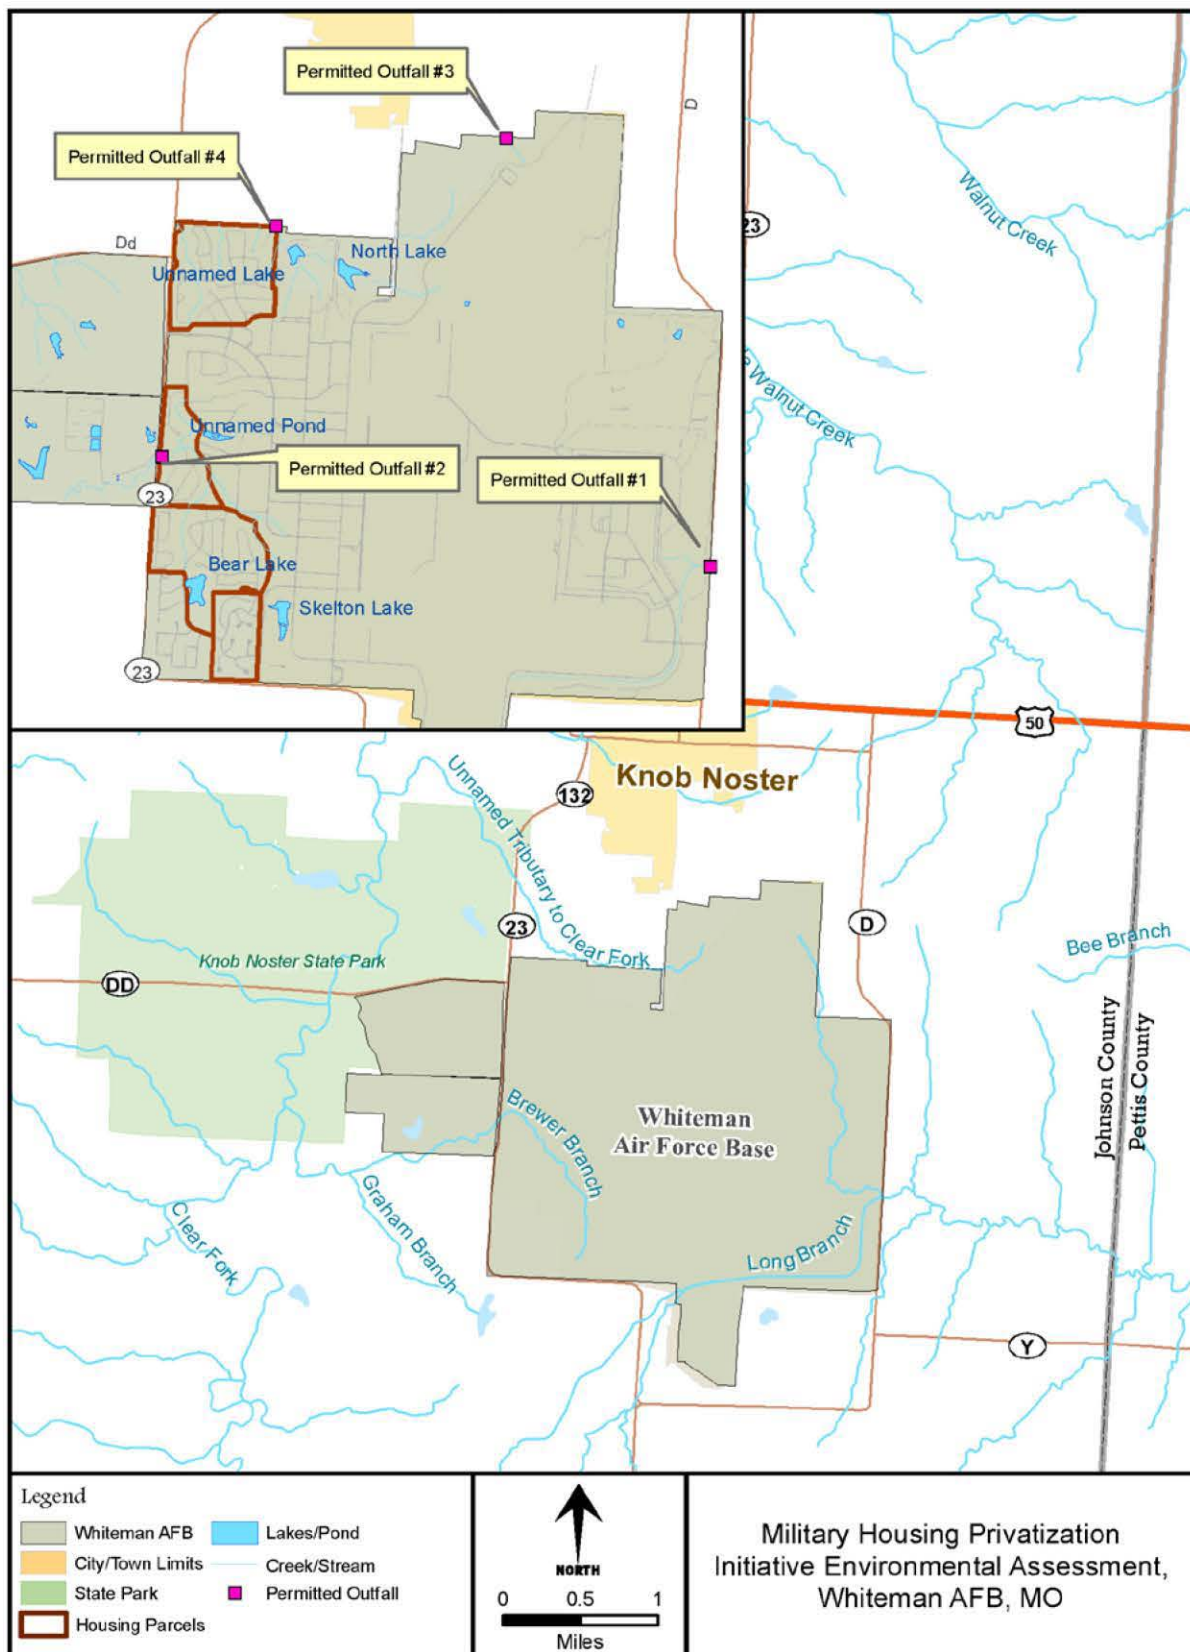 Permitted Outfall #3
D
Permitted Outfall #4
Dd
North Lake
Unnamed Lake
D
Unnamed Pond
Permitted Outfall #2
Permitted Outfall #1
23
Bear Lake
Skelton Lake
23
Walnut Creek
23
Walnut Creek
50
Knob Noster
132
Unnamed Tributary to Clear Fork
23
D
Bee Branch
Knob Noster State Park
DD
Johnson County
Pettis County
Whiteman
Air Force Base
Brewer Branch
Graham Branch
Clear Fork
Long Branch
Y
Legend
Whiteman AFB
Lakes/Pond
City/Town Limits
Creek/Stream
State Park
Permitted Outfall
Housing Parcels
NORTH
0 0.5 1
Miles
Military Housing Privatization
Initiative Environmental Assessment,
Whiteman AFB, MO